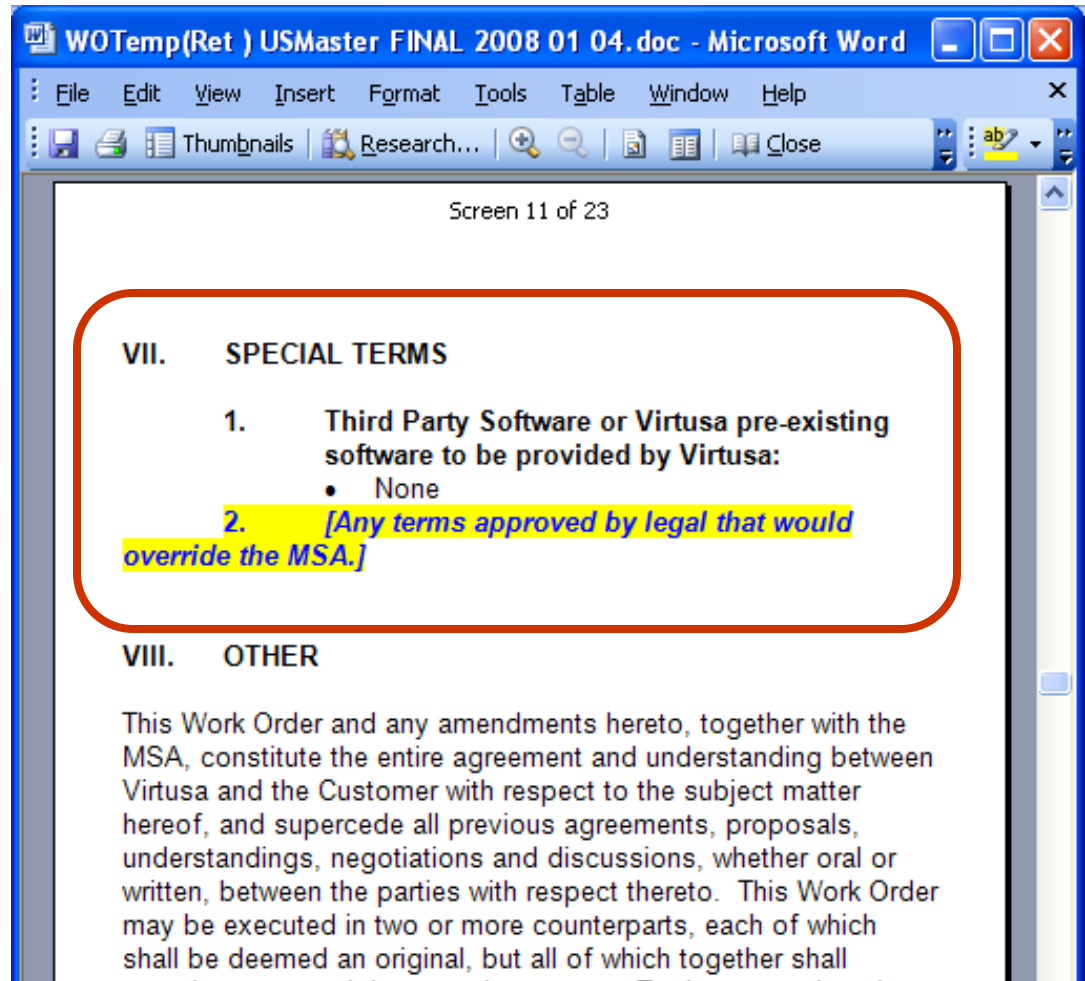 WOTemp(Ret ) USMaster FINAL 2008 01 04.doc - Microsoft Word
File Edit View Insert Format Tools Table Window Help
Thumbnails Research... Close
Screen 11 of 23
VII. SPECIAL TERMS
1. Third Party Software or Virtusa pre-existing
software to be provided by Virtusa:
• None
2. [Any terms approved by legal that would
override the MSA.]
VIII. OTHER
This Work Order and any amendments hereto, together with the
MSA, constitute the entire agreement and understanding between
Virtusa and the Customer with respect to the subject matter
hereof, and supercede all previous agreements, proposals,
understandings, negotiations and discussions, whether oral or
written, between the parties with respect thereto. This Work Order
may be executed in two or more counterparts, each of which
shall be deemed an original, but all of which together shall